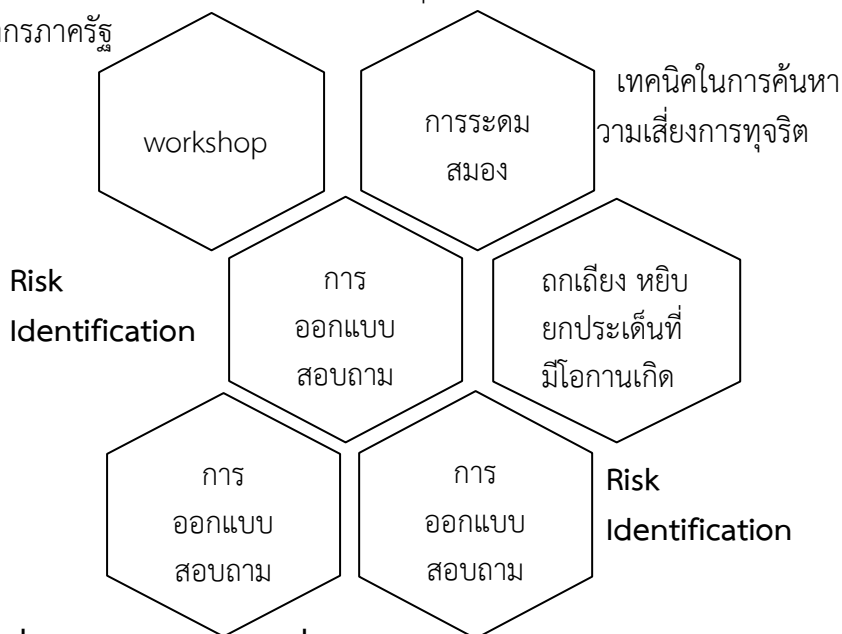 กรภาครัฐ
workshop
การระดม
สมอง
เทคนิคในการค้นหา
วามเสี่ยงการทุจริต
Risk
Identification
การ
ออกแบบ
สอบถาม
ถกเถียง หยิบ
ยกประเด็นที่
มีโอกานเกิด
การ
ออกแบบ
สอบถาม
การ
ออกแบบ
สอบถาม
Risk
Identification